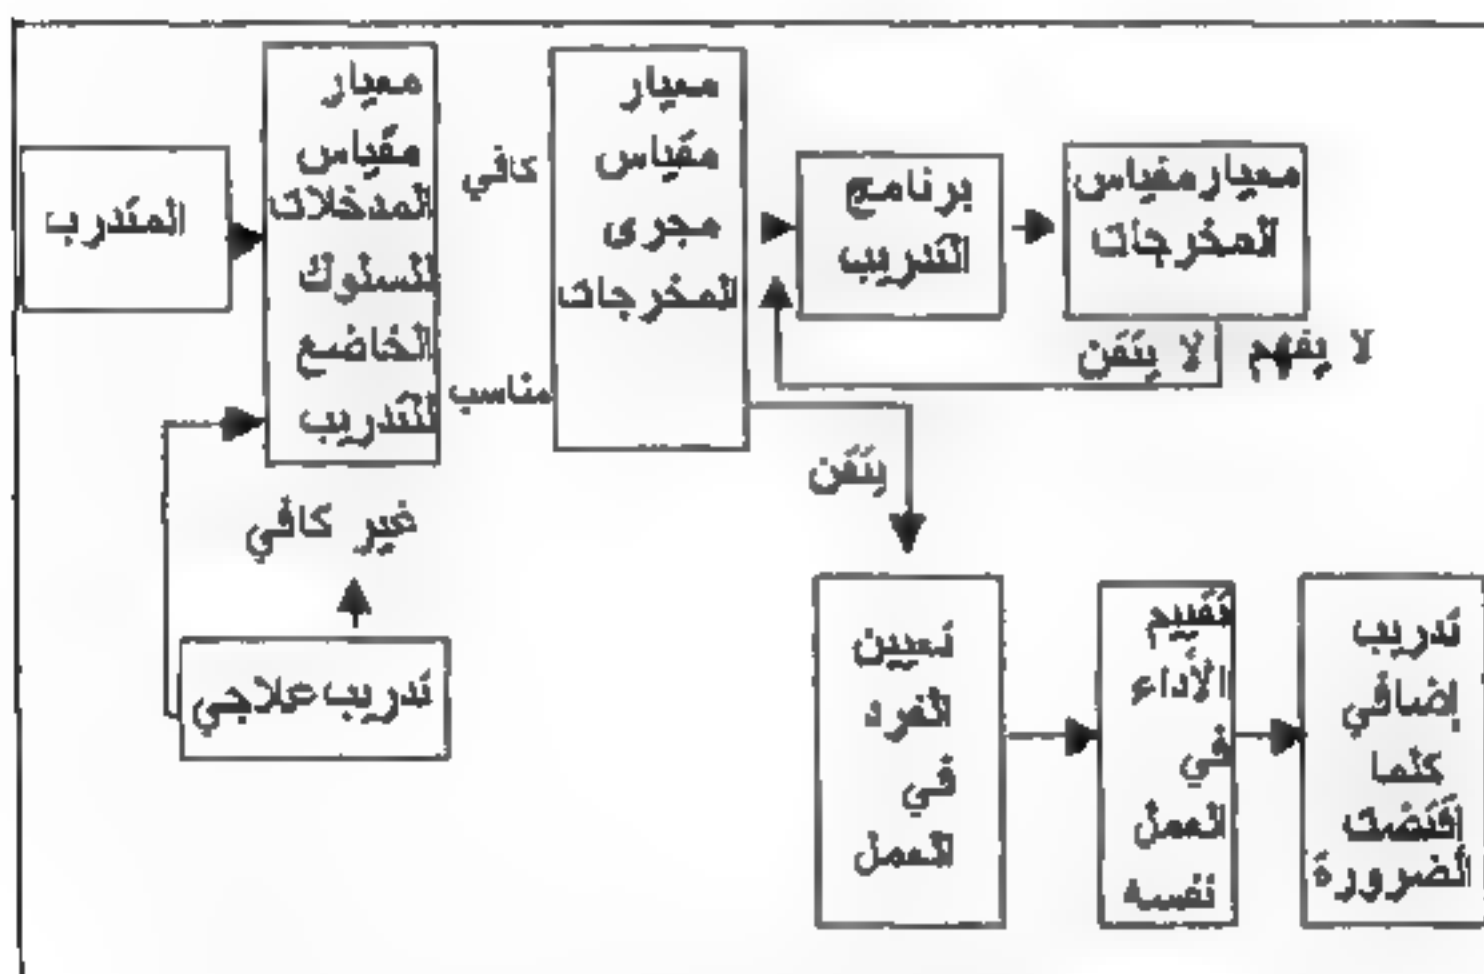 المتدرب
معيار
مقياس
المدخلات
للسلوك
الخاضع
للتدريب
كافي
مناسب
معيار
مقياس
مجرى
المخرجات
برنامج
التدريب
معيار مقياس
المخرجات
لا يتقن
لا يفهم
يتقن
غير كافي
تدريب علاجي
تعيين
الفرد
في
العمل
تقييم
الأداء
في
العمل
نفسه
تدريب
إضافي
كلما
اقتضت
الضرورة